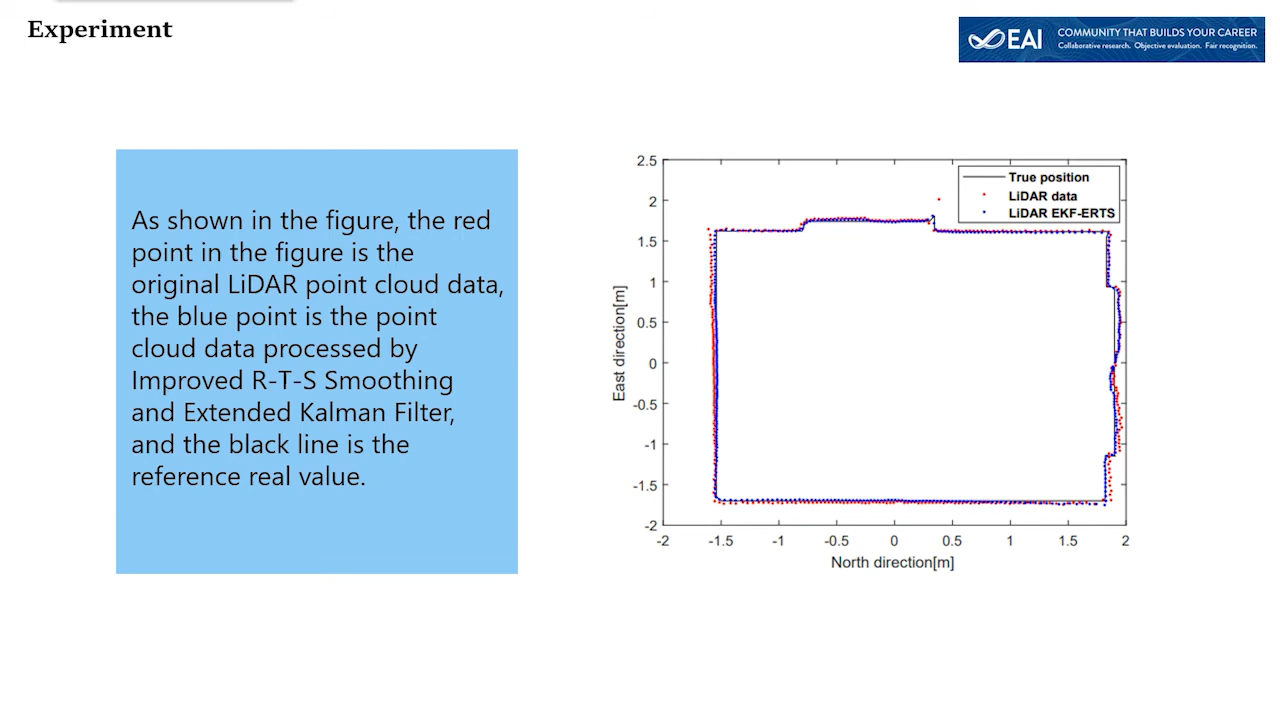 Experiment
EAI
COMMUNITY THAT BUILDS YOUR CAREER
Collaborative research. Objective evaluation. Fair recognition.
As shown in the figure, the red
point in the figure is the
original LiDAR point cloud data,
the blue point is the point
cloud data processed by
Improved R-T-S Smoothing
and Extended Kalman Filter,
and the black line is the
reference real value.
True position
LiDAR data
LiDAR EKF-ERTS
2.5
2
1.5
1
0.5
0
-0.5
-1
-1.5
-2
East direction[m]
-2 -1.5 -1 -0.5 0 0.5 1 1.5 2
North direction[m]